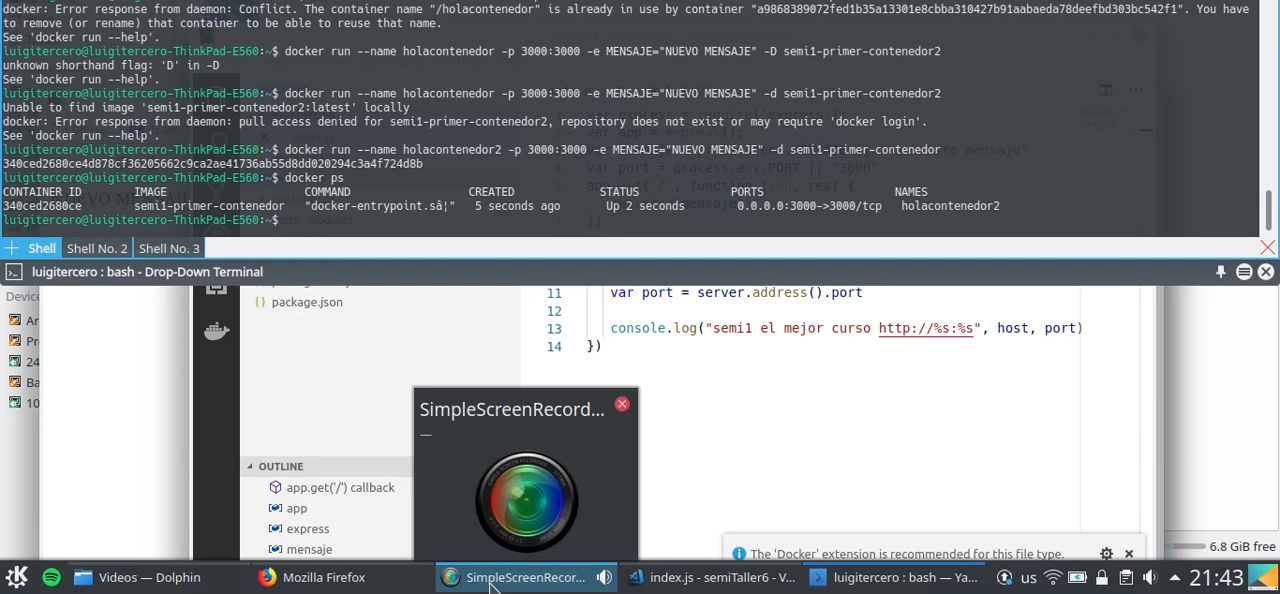 docker: Error response from daemon: Conflict. The container name "/holacontenedor" is already in use by container "a9868389072fed1b35a13301e8cbba310427b91aabaeda78deefbd303bc542f1". You have
to remove (or rename) that container to be able to reuse that name.
See 'docker run --help'.
luigitercero@luigitercero-ThinkPad-E560:~$ docker run --name holacontenedor -p 3000:3000 -e MENSAJE="NUEVO MENSAJE" -D semi1-primer-contenedor2
unknown shorthand flag: 'D' in -D
See 'docker run --help'.
luigitercero@luigitercero-ThinkPad-E560:~$ docker run --name holacontenedor -p 3000:3000 -e MENSAJE="NUEVO MENSAJE" -d semi1-primer-contenedor2
Unable to find image 'semi1-primer-contenedor2:latest' locally
docker: Error response from daemon: pull access denied for semi1-primer-contenedor2, repository does not exist or may require 'docker login'.
See 'docker run --help'.
luigitercero@luigitercero-ThinkPad-E560:~$ docker run --name holacontenedor2 -p 3000:3000 -e MENSAJE="NUEVO MENSAJE" -d semi1-primer-contenedor
340ced2680ce4d878cf36205662c9ca2ae41736ab55d8dd020294c3a4f724d8b
luigitercero@luigitercero-ThinkPad-E560:~$ docker ps
CONTAINER ID IMAGE COMMAND CREATED STATUS PORTS NAMES
340ced2680ce semi1-primer-contenedor "docker-entrypoint.sâ¦" 5 seconds ago Up 2 seconds 0.0.0.0:3000->3000/tcp holacontenedor2
luigitercero@luigitercero-ThinkPad-E560:~$
Shell Shell No. 2 Shell No. 3
luigitercero : bash - Drop-Down Terminal
Device
package.json
11 var port = server.address().port
12
13 console.log("semi1 el mejor curso http://%s:%s", host, port)
14 })
Ar
Pr
24
Ba
10
SimpleScreenRecord...
OUTLINE
app.get('/') callback
app
express
mensaje
The 'Docker' extension is recommended for this file type.
6.8 GiB free
Videos — Dolphin
Mozilla Firefox
SimpleScreenRecor...
index.js - semiTaller6 - V...
luigitercero : bash — Ya...
us
21:43